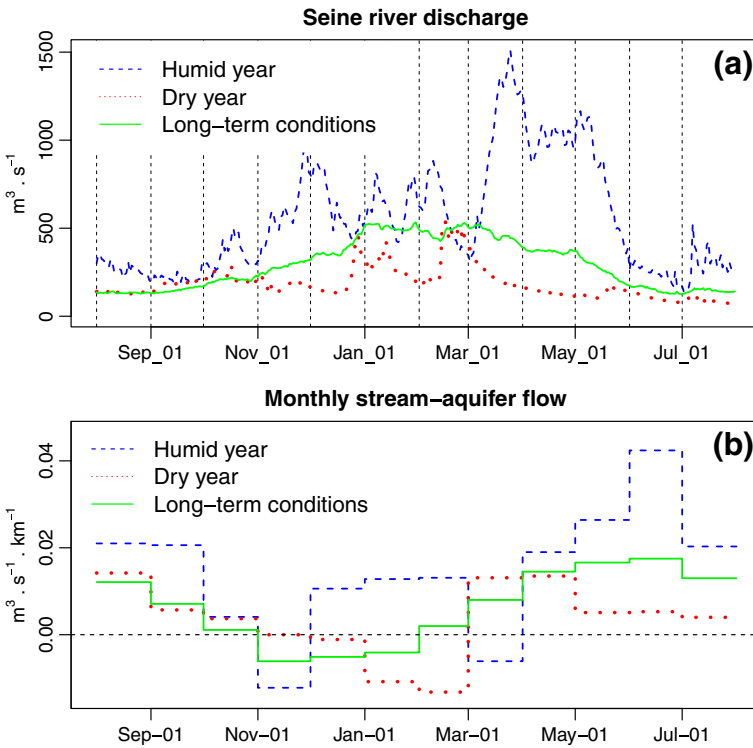 Seine river discharge
(a)
Humid year
Dry year
Long−term conditions
m³ . s⁻¹
1500
1000
500
0
Sep_01 Nov_01 Jan_01 Mar_01 May_01 Jul_01
Monthly stream−aquifer flow
(b)
Humid year
Dry year
Long−term conditions
m³ . s⁻¹ . km⁻¹
0.04
0.02
0.00
Sep−01 Nov−01 Jan−01 Mar−01 May−01 Jul−01